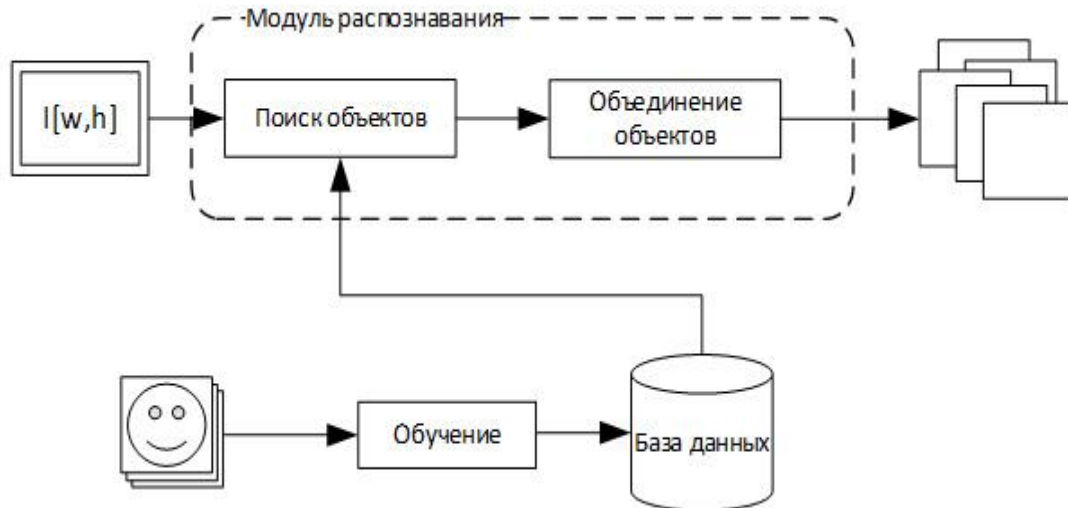 Модуль распознавания
I[w,h]
Поиск объектов
Объединение
объектов
Обучение
База данных